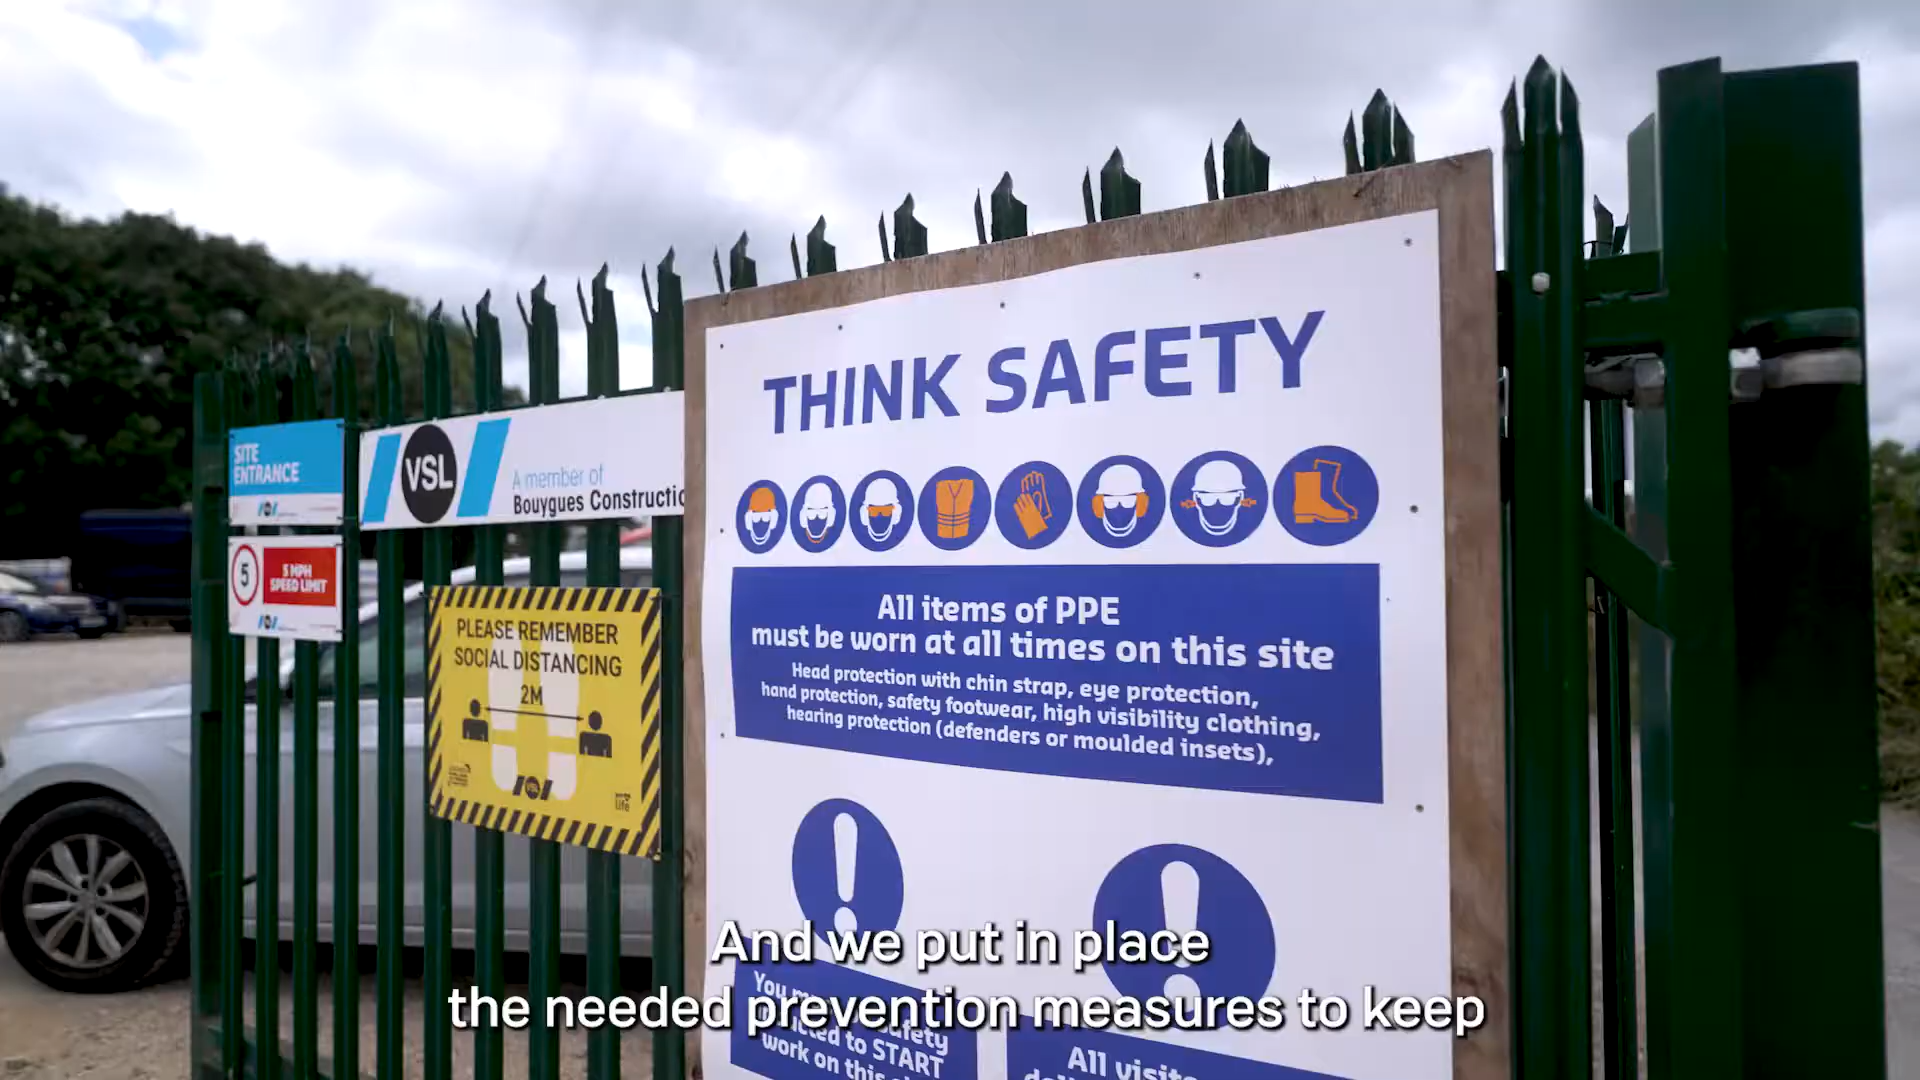 SITE
ENTRANCE
5
5 MPH
SPEED LIMIT
VSL
A member of
Bouygues Constructio
PLEASE REMEMBER
SOCIAL DISTANCING
2M
VSL
THINK SAFETY
All items of PPE
must be worn at all times on this site
Head protection with chin strap, eye protection,
hand protection, safety footwear, high visibility clothing,
hearing protection (defenders or moulded insets),
You
to START
work on this
All
And we put in place
the needed prevention measures to keep